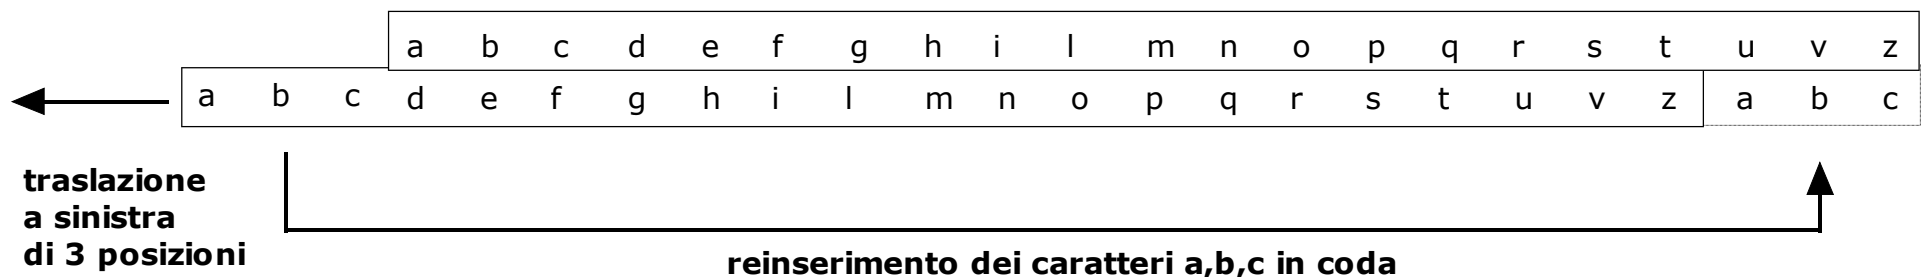 a b c d e f g h i l m n o p q r s t u v z
a b c d e f g h i l m n o p q r s t u v z a b c
traslazione
a sinistra
di 3 posizioni
reinserimento dei caratteri a,b,c in coda